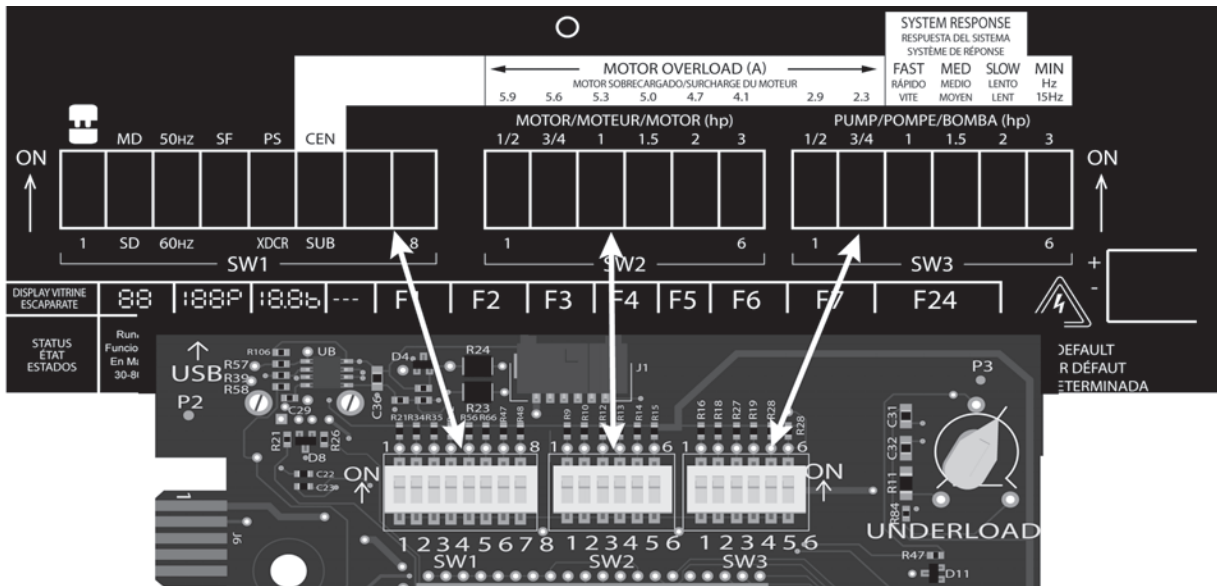 SYSTEM RESPONSE
RESPUESTA DEL SISTEMA
SYSTÈME DE RÉPONSE
MOTOR OVERLOAD (A)
MOTOR SOBRECARGADO/SURCHARGE DU MOTEUR
5.9 5.6 5.3 5.0 4.7 4.1 2.9 2.3
FAST MED SLOW MIN
RÁPIDO MEDIO LENTO Hz
VITE MOYEN LENT 15Hz
MOTOR/MOTEUR/MOTOR (hp) PUMP/POMPE/BOMBA (hp)
MD 50HZ SF PS CEN 1/2 3/4 1 1.5 2 3 1/2 3/4 1 1.5 2 3
ON ON
1 SD 60HZ XDCR SUB 8 1 6 1 6
SW1 SW2 SW3
+
-
DISPLAY VITRINE
ESCAPARATE
88 188P 18.8b --- F1 F2 F3 F4 F5 F6 F7 F24
STATUS
ÉTAT
ESTADOS
30-8
R106 UB D4 R24 J1 P3
USB R57
R39
R58
P2 C29 C36 R23
R21 R34 R35 R56 R66 R47 R48 R9 R10 R12 R13 R14 R15 R16 R18 R27 R19 R28 R28
R21 D8 R26
C22
C23
C31
C32
R11
R84
1 8 1 6 1 6
ON ON
UNDERLOAD
1 2 3 4 5 6 7 8 1 2 3 4 5 6 1 2 3 4 5 6
SW1 SW2 SW3
1
J6
R47
D11